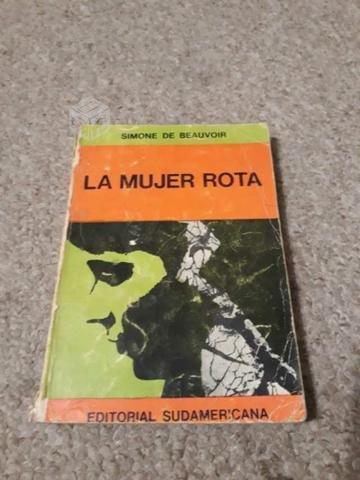 SIMONE DE BEAUVOIR
LA MUJER ROTA
EDITORIAL SUDAMERICANA